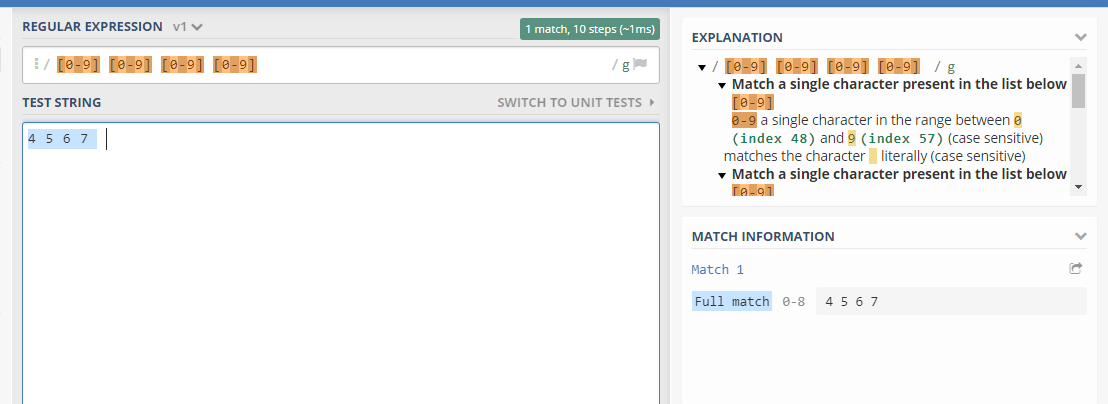 REGULAR EXPRESSION v1
1 match, 10 steps (~1ms)
/ [0-9] [0-9] [0-9] [0-9] / g
TEST STRING
SWITCH TO UNIT TESTS
4 5 6 7
EXPLANATION
/ [0-9] [0-9] [0-9] [0-9] / g
Match a single character present in the list below
[0-9]
0-9 a single character in the range between 0
(index 48) and 9 (index 57) (case sensitive)
matches the character literally (case sensitive)
Match a single character present in the list below
[0-9]
MATCH INFORMATION
Match 1
Full match 0-8 4 5 6 7